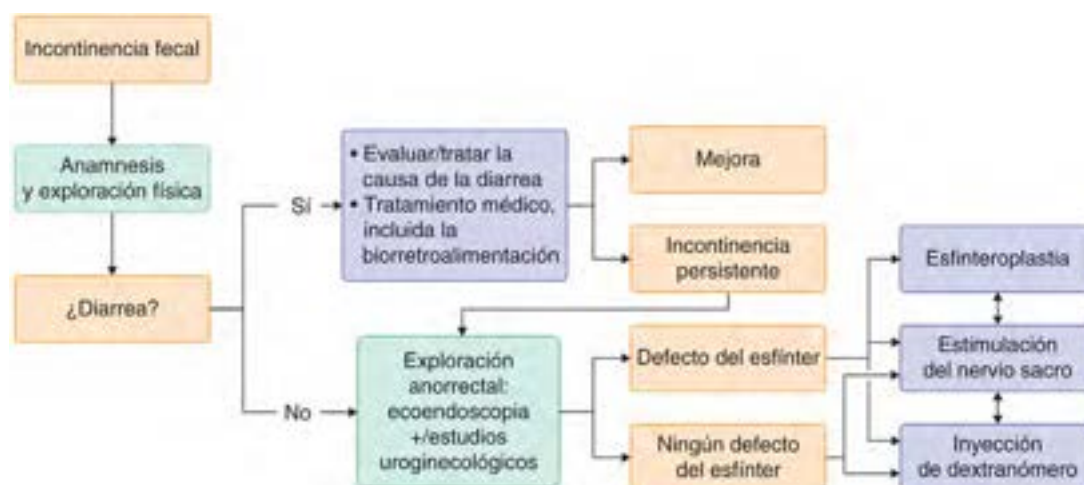 Incontinencia fecal
Anamnesis
y exploración física
¿Diarrea?
Sí
No
• Evaluar/tratar la
causa de la diarrea
• Tratamiento médico,
incluida la
biorretroalimentación
Mejora
Incontinencia
persistente
Exploración
anorrectal:
ecoendoscopia
+/estudios
uroginecológicos
Defecto del esfínter
Ningún defecto
del esfínter
Esfinteroplastia
Estimulación
del nervio sacro
Inyección
de dextranómero